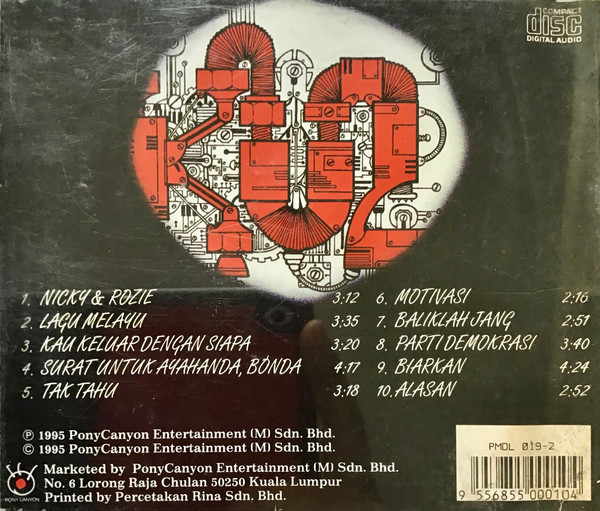 COMPACT
disc
DIGITAL AUDIO
1. NICKY & ROZIE 3:12
2. LAGU MELAYU 3:35
3. KAU KELUAR DENGAN SIAPA 3:20
4. SURAT UNTUK AYAHANDA, BONDA 4:17
5. TAK TAHU 3:18
6. MOTIVASI 2:16
7. BALIKLAH JANG 2:51
8. PARTI DEMOKRASI 3:40
9. BIARKAN 4:24
10. ALASAN 2:52
℗ 1995 PonyCanyon Entertainment (M) Sdn. Bhd.
© 1995 PonyCanyon Entertainment (M) Sdn. Bhd.
Marketed by PonyCanyon Entertainment (M) Sdn. Bhd.
No. 6 Lorong Raja Chulan 50250 Kuala Lumpur
Printed by Percetakan Rina Sdn. Bhd.
PONY CANYON
PMDL 019-2
9 556855 000104